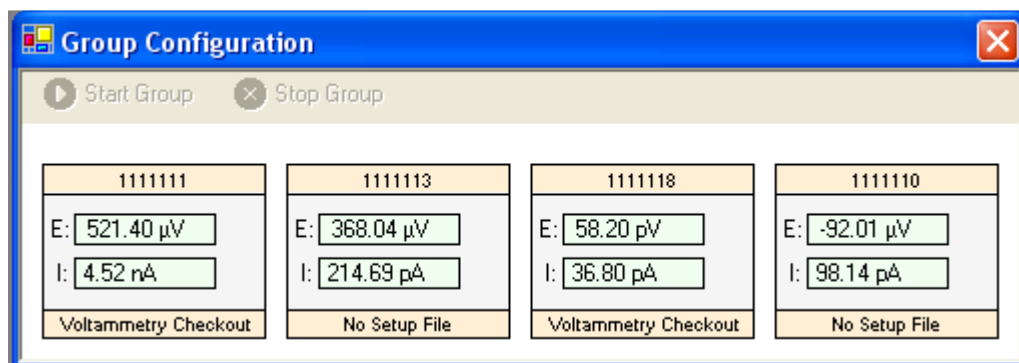 Group Configuration
Start Group Stop Group
1111111 1111113 1111118 1111110
E: 521.40 µV E: 368.04 µV E: 58.20 pV E: -92.01 µV
I: 4.52 nA I: 214.69 pA I: 36.80 pA I: 98.14 pA
Voltammetry Checkout No Setup File Voltammetry Checkout No Setup File